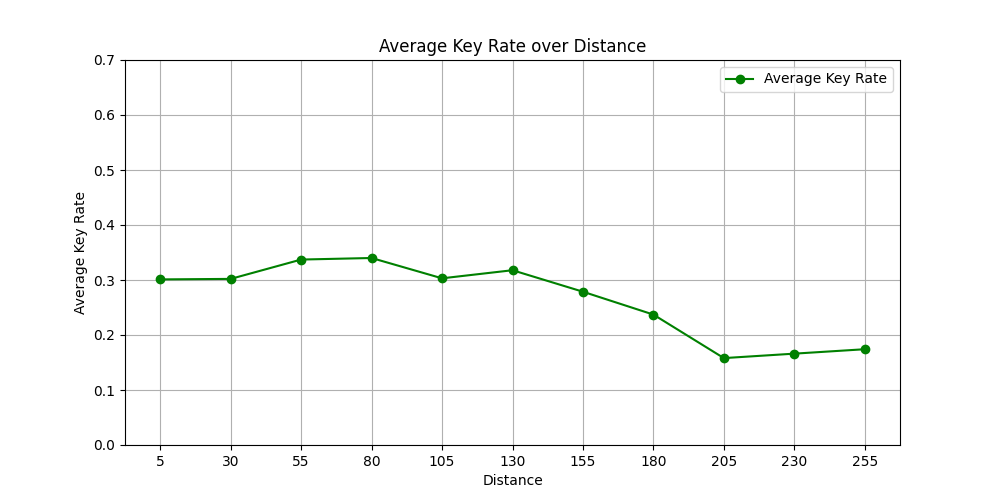 Average Key Rate over Distance
Average Key Rate
0.7
0.6
0.5
0.4
0.3
0.2
0.1
0.0
Average Key Rate
5 30 55 80 105 130 155 180 205 230 255
Distance